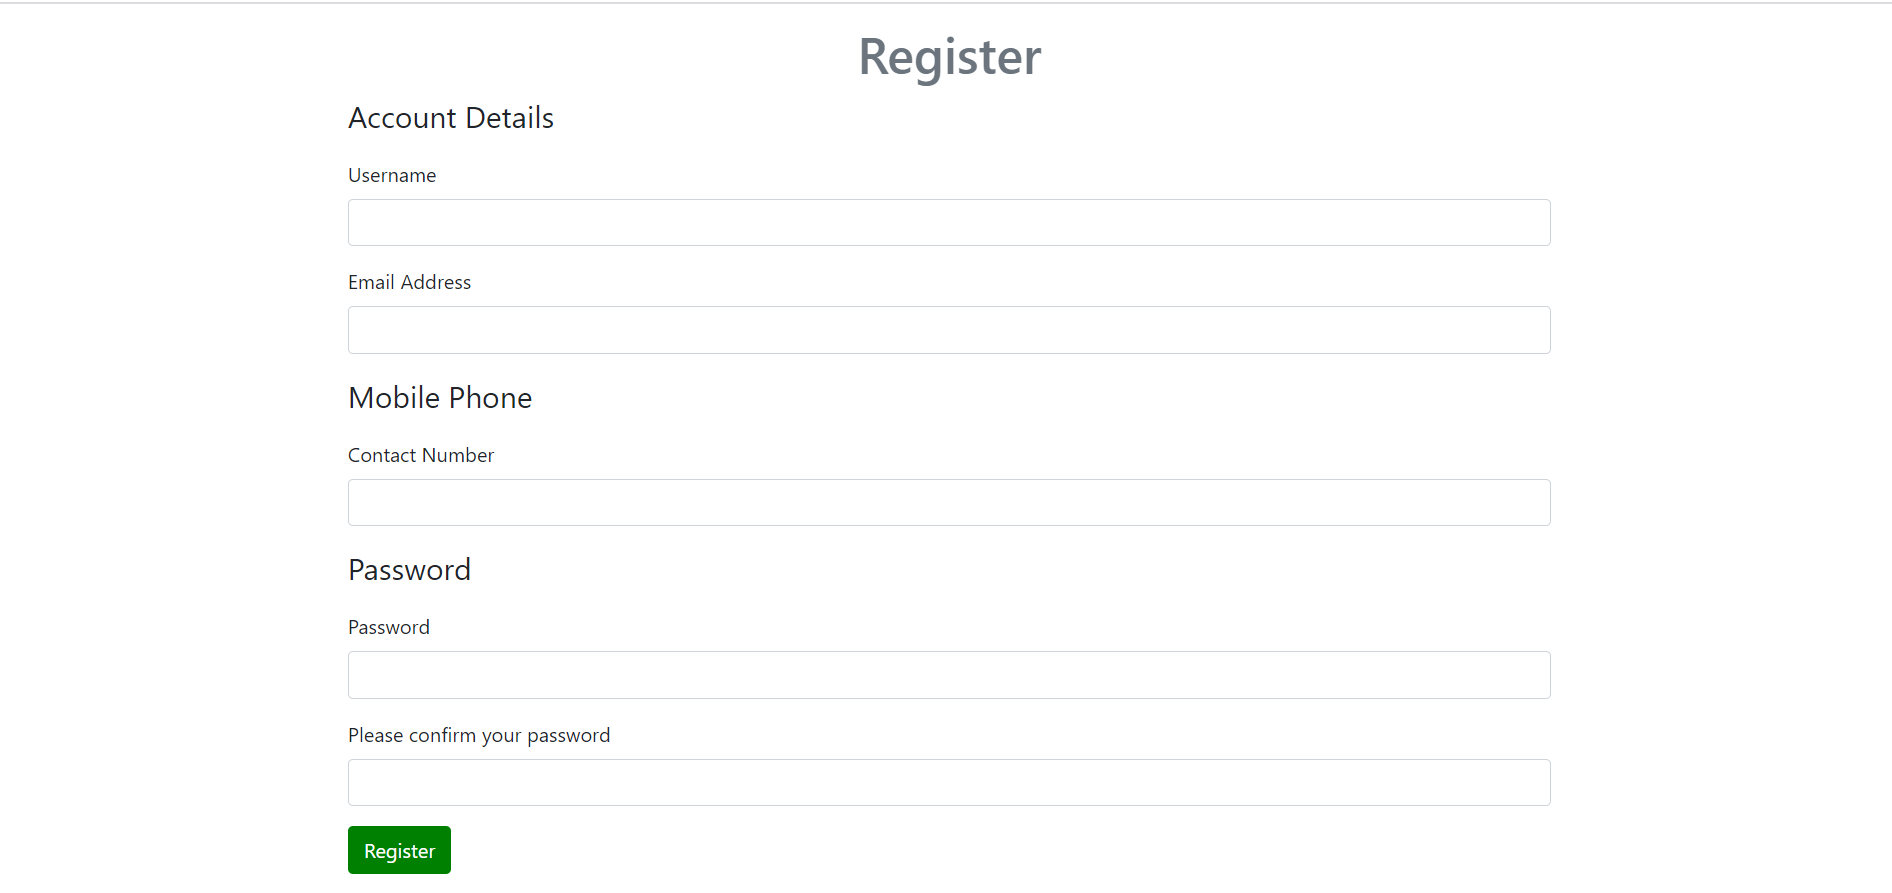 Register
Account Details
Username
Email Address
Mobile Phone
Contact Number
Password
Password
Please confirm your password
Register